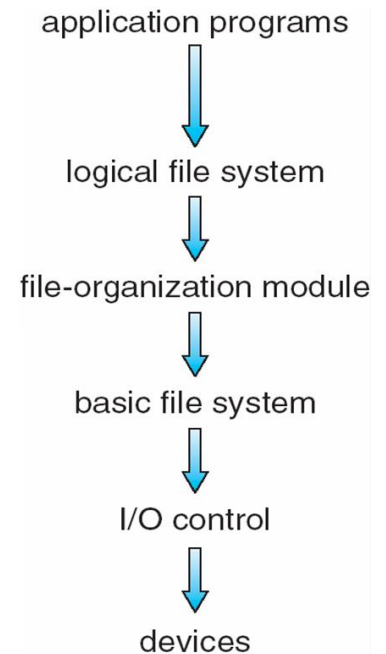 application programs
logical file system
file-organization module
basic file system
I/O control
devices